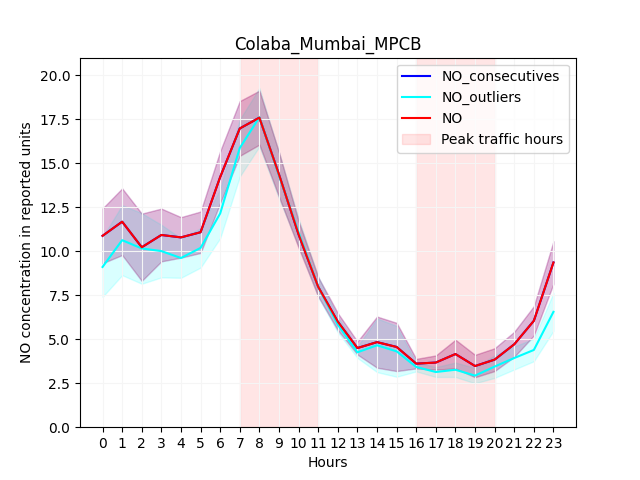 Colaba_Mumbai_MPCB
NO concentration in reported units
20.0
17.5
15.0
12.5
10.0
7.5
5.0
2.5
0.0
NO_consecutives
NO_outliers
NO
Peak traffic hours
0 1 2 3 4 5 6 7 8 9 10 11 12 13 14 15 16 17 18 19 20 21 22 23
Hours